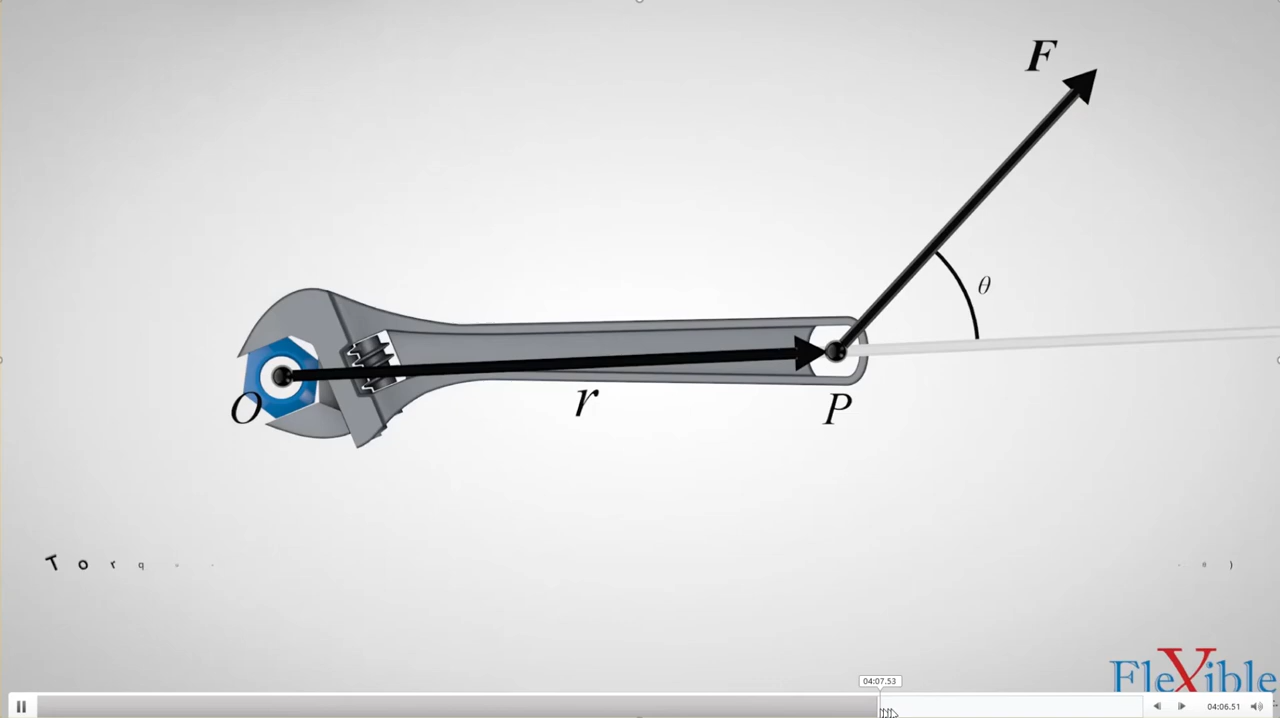 F
θ
O
r
P
T o r q
θ )
FleXible
04:07.53
04:06.51